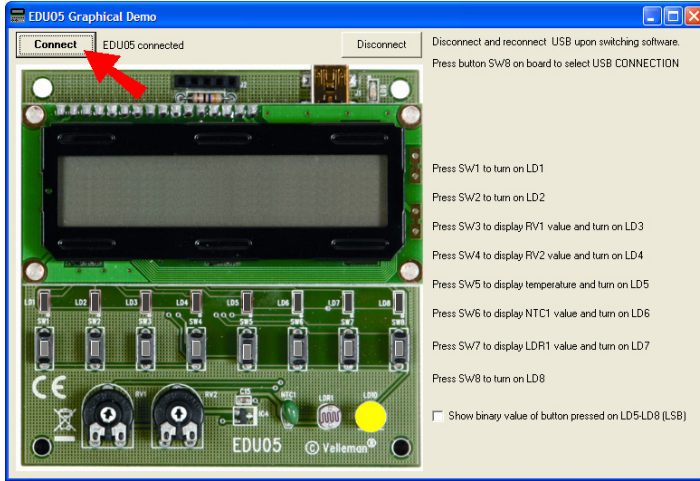 EDU05 Graphical Demo
Connect
EDU05 connected
Disconnect
Disconnect and reconnect USB upon switching software.
Press button SW8 on board to select USB CONNECTION
J2
J1
LD9
Press SW1 to turn on LD1
Press SW2 to turn on LD2
Press SW3 to display RV1 value and turn on LD3
Press SW4 to display RV2 value and turn on LD4
Press SW5 to display temperature and turn on LD5
Press SW6 to display NTC1 value and turn on LD6
Press SW7 to display LDR1 value and turn on LD7
Press SW8 to turn on LD8
Show binary value of button pressed on LD5-LD8 (LSB)
LD1 LD2 LD3 LD4 LD5 LD6 LD7 LD8
SW1 SW2 SW3 SW4 SW5 SW6 SW7 SW8
CE
RV1 RV2 C15 IC4 NTC1 LDR1 LD10
EDU05 © Velleman®